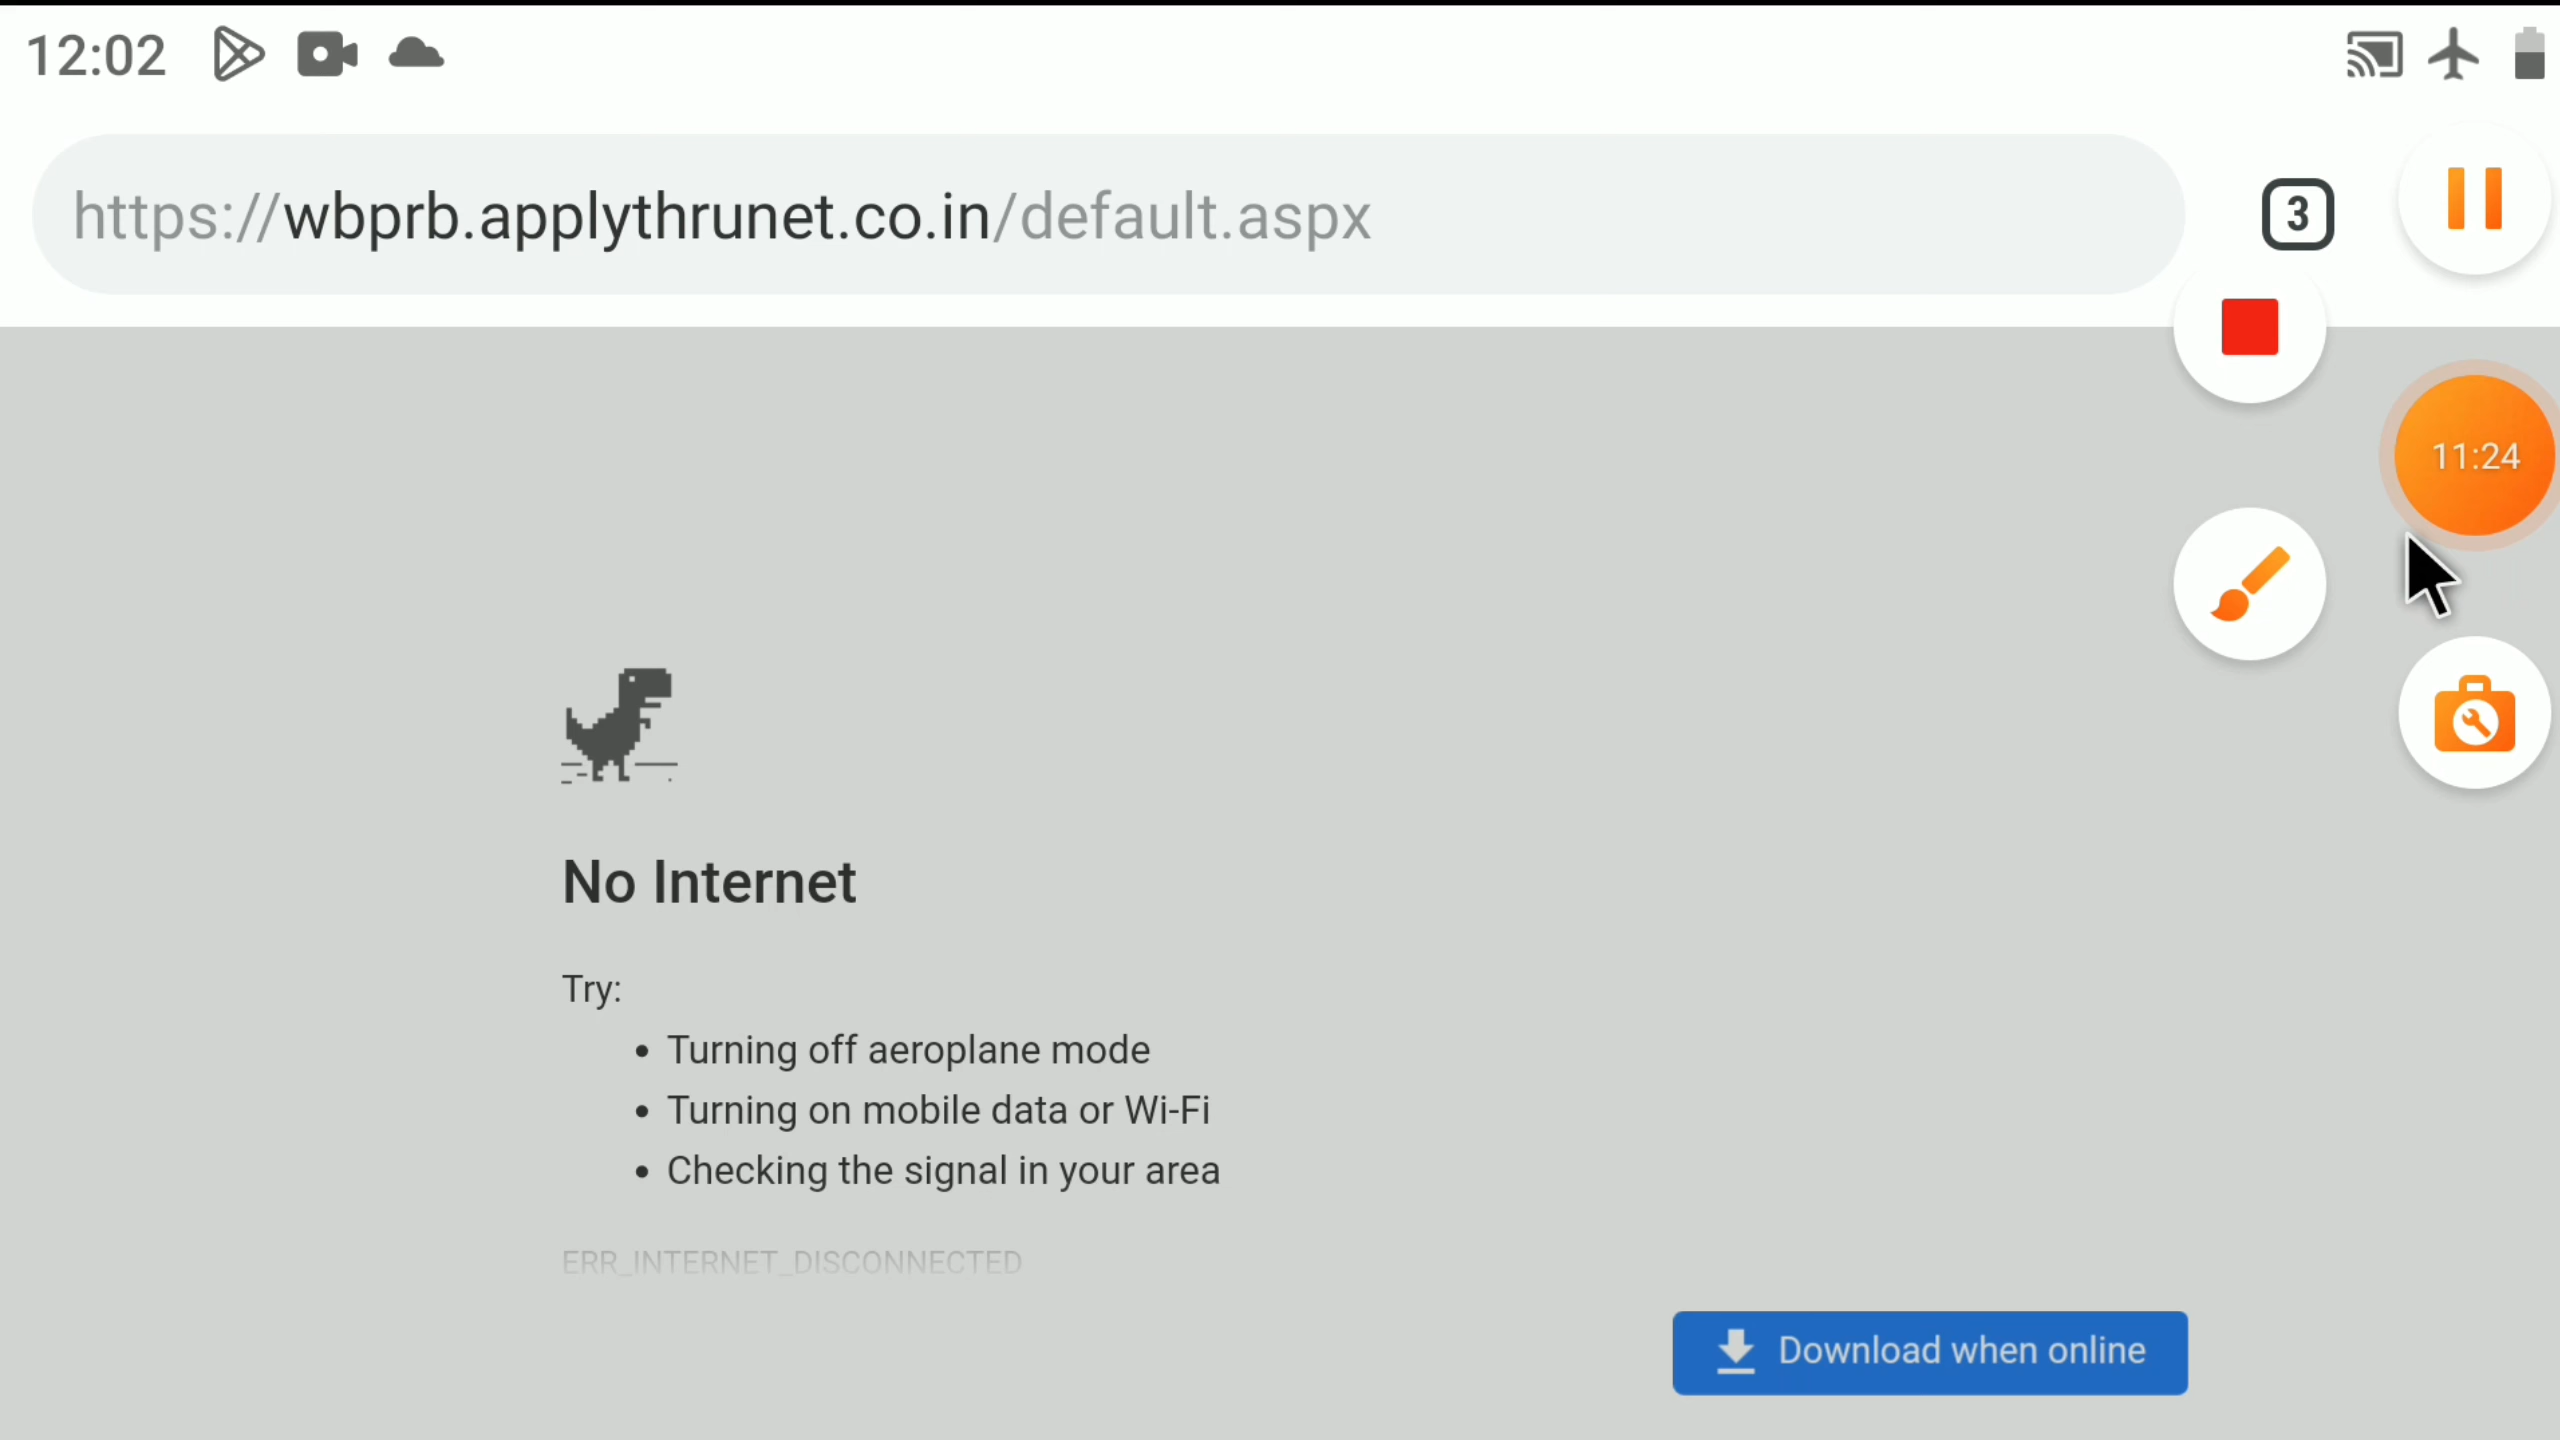 12:02
https://wbprb.applythrunet.co.in/default.aspx
3
11:24
No Internet
Try:
• Turning off aeroplane mode
• Turning on mobile data or Wi-Fi
• Checking the signal in your area
ERR_INTERNET_DISCONNECTED
Download when online